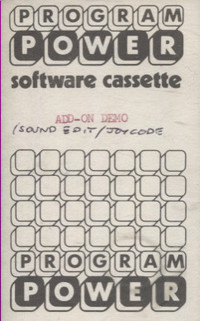 PROGRAM
POWER
software cassette
ADD-ON DEMO
/SOUND EDIT/JOYCODE
PROGRAM
POWER